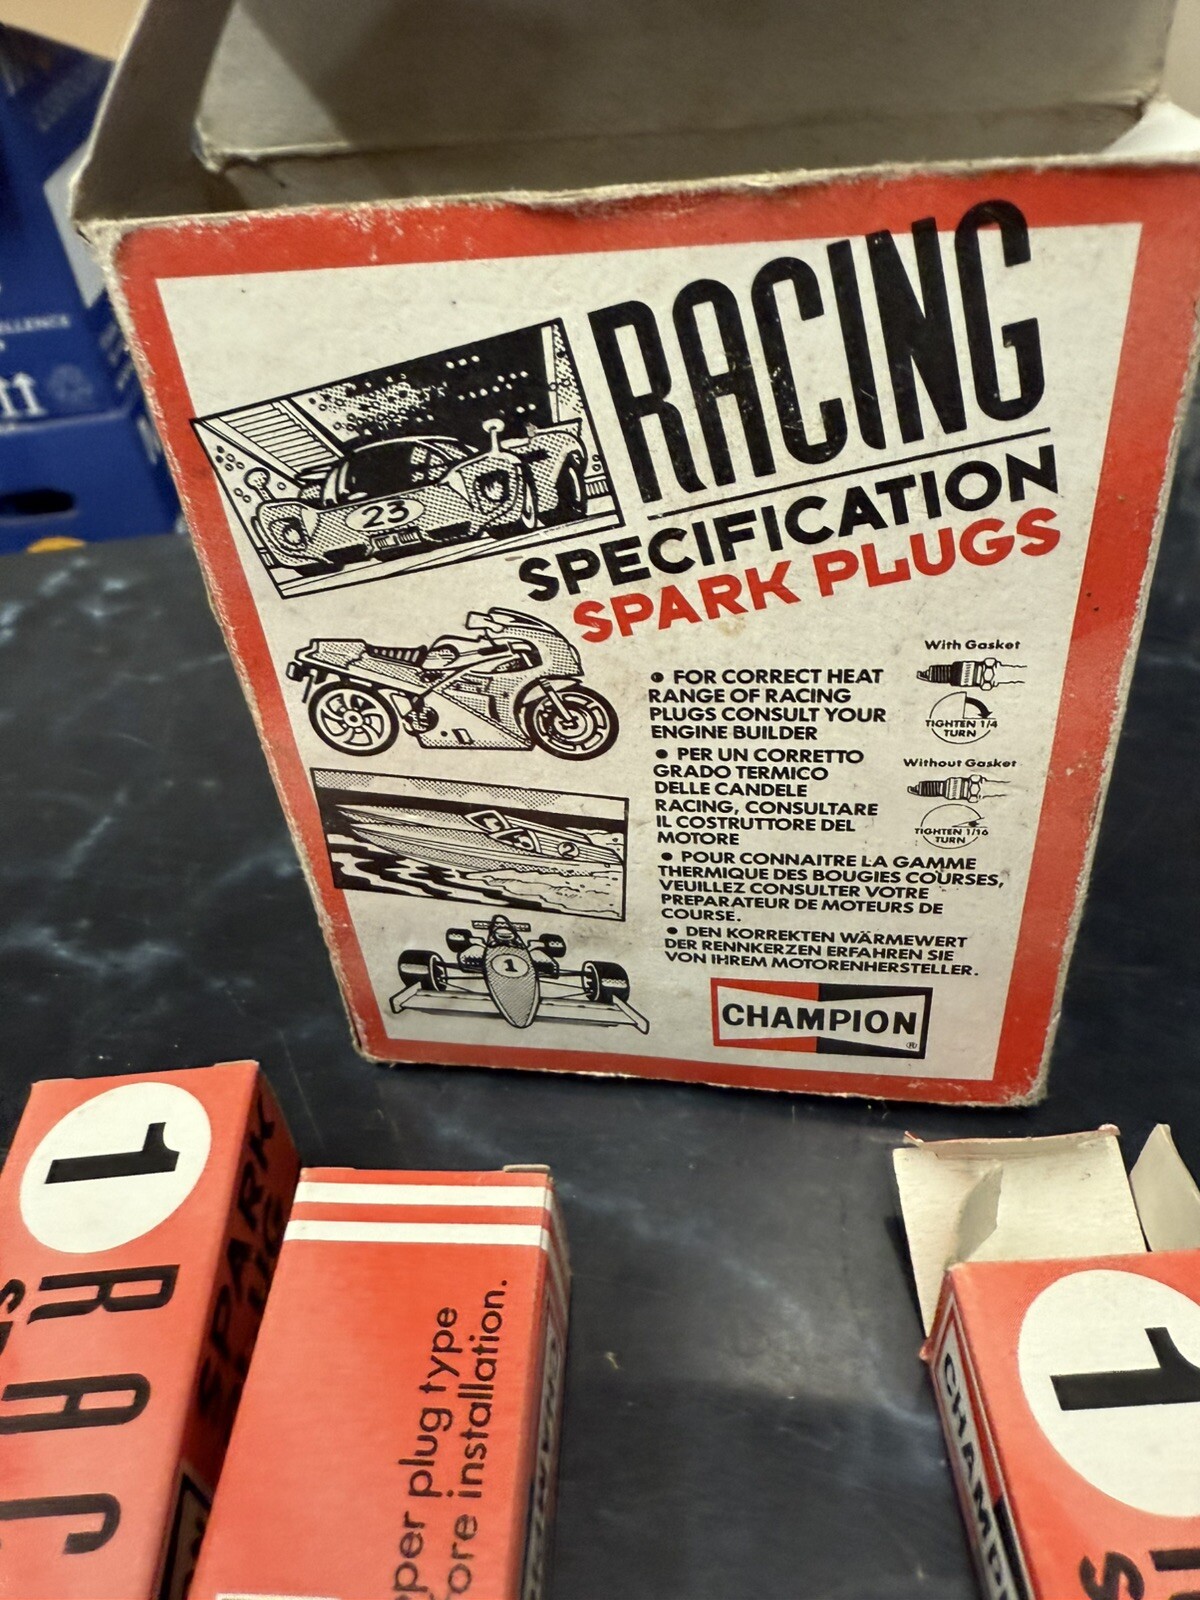 RACING
SPECIFICATION
SPARK PLUGS
23
2
1
• FOR CORRECT HEAT
RANGE OF RACING
PLUGS CONSULT YOUR
ENGINE BUILDER
• PER UN CORRETTO
GRADO TERMICO
DELLE CANDELE
RACING, CONSULTARE
IL COSTRUTTORE DEL
MOTORE
• POUR CONNAITRE LA GAMME
THERMIQUE DES BOUGIES COURSES,
VEUILLEZ CONSULTER VOTRE
PREPARATEUR DE MOTEURS DE
COURSE.
• DEN KORREKTEN WÄRMEWERT
DER RENNKERZEN ERFAHREN SIE
VON IHREM MOTORENHERSTELLER.
With Gasket
TIGHTEN 1/4
TURN
Without Gasket
TIGHTEN 1/16
TURN
CHAMPION
®
1
RAC
SPARK
per plug type
ore installation.
1
CHAMPI